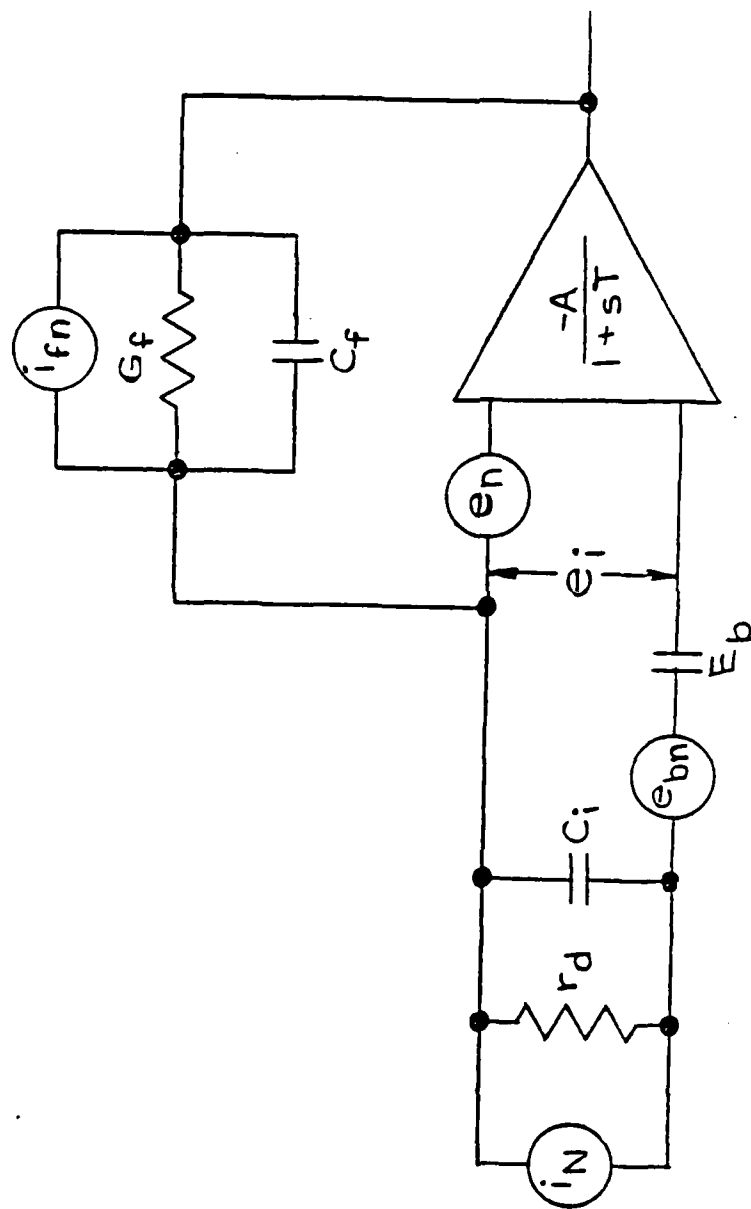 i_fn
G_f
C_f
-A
1 + sT
e_n
e_i
E_b
e_bn
C_i
r_d
i_N